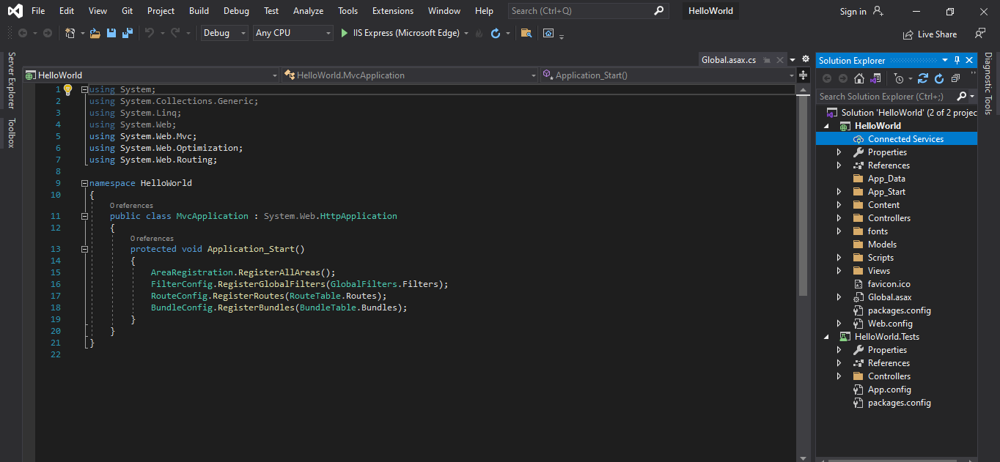 File Edit View Git Project Build Debug Test Analyze Tools Extensions Window Help Search (Ctrl+Q) HelloWorld Sign in
Debug Any CPU IIS Express (Microsoft Edge) Live Share
Server Explorer
Toolbox
Global.asax.cs
HelloWorld HelloWorld.MvcApplication Application_Start()
1 using System;
2 using System.Collections.Generic;
3 using System.Linq;
4 using System.Web;
5 using System.Web.Mvc;
6 using System.Web.Optimization;
7 using System.Web.Routing;
8
9 namespace HelloWorld
10 {
0 references
11 public class MvcApplication : System.Web.HttpApplication
12 {
0 references
13 protected void Application_Start()
14 {
15 AreaRegistration.RegisterAllAreas();
16 FilterConfig.RegisterGlobalFilters(GlobalFilters.Filters);
17 RouteConfig.RegisterRoutes(RouteTable.Routes);
18 BundleConfig.RegisterBundles(BundleTable.Bundles);
19 }
20 }
21 }
22
Solution Explorer
Search Solution Explorer (Ctrl+;)
Solution 'HelloWorld' (2 of 2 projec
HelloWorld
Connected Services
Properties
References
App_Data
App_Start
Content
Controllers
fonts
Models
Scripts
Views
favicon.ico
Global.asax
packages.config
Web.config
HelloWorld.Tests
Properties
References
Controllers
App.config
packages.config
Diagnostic Tools